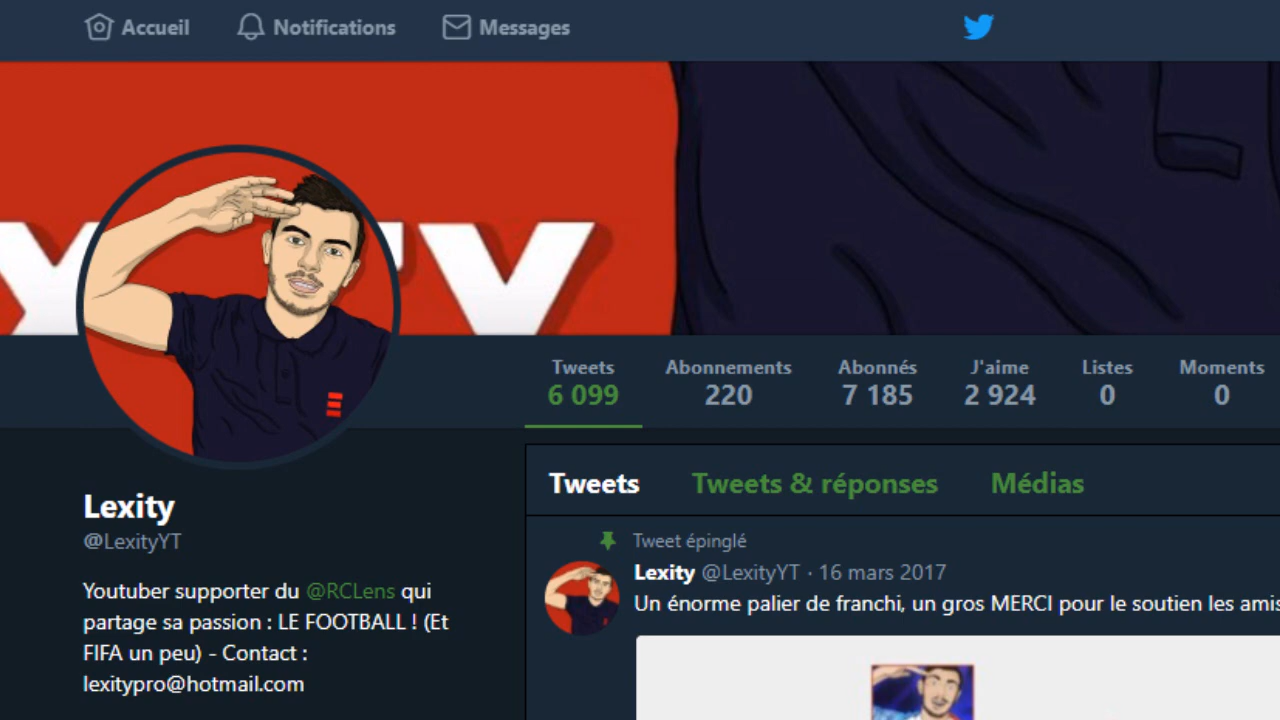 Accueil Notifications Messages
Tweets Abonnements Abonnés J'aime Listes Moments
6 099 220 7 185 2 924 0 0
Tweets Tweets & réponses Médias
Lexity
@LexityYT
Youtuber supporter du @RCLens qui
partage sa passion : LE FOOTBALL ! (Et
FIFA un peu) - Contact :
lexitypro@hotmail.com
Tweet épinglé
Lexity @LexityYT · 16 mars 2017
Un énorme palier de franchi, un gros MERCI pour le soutien les amis